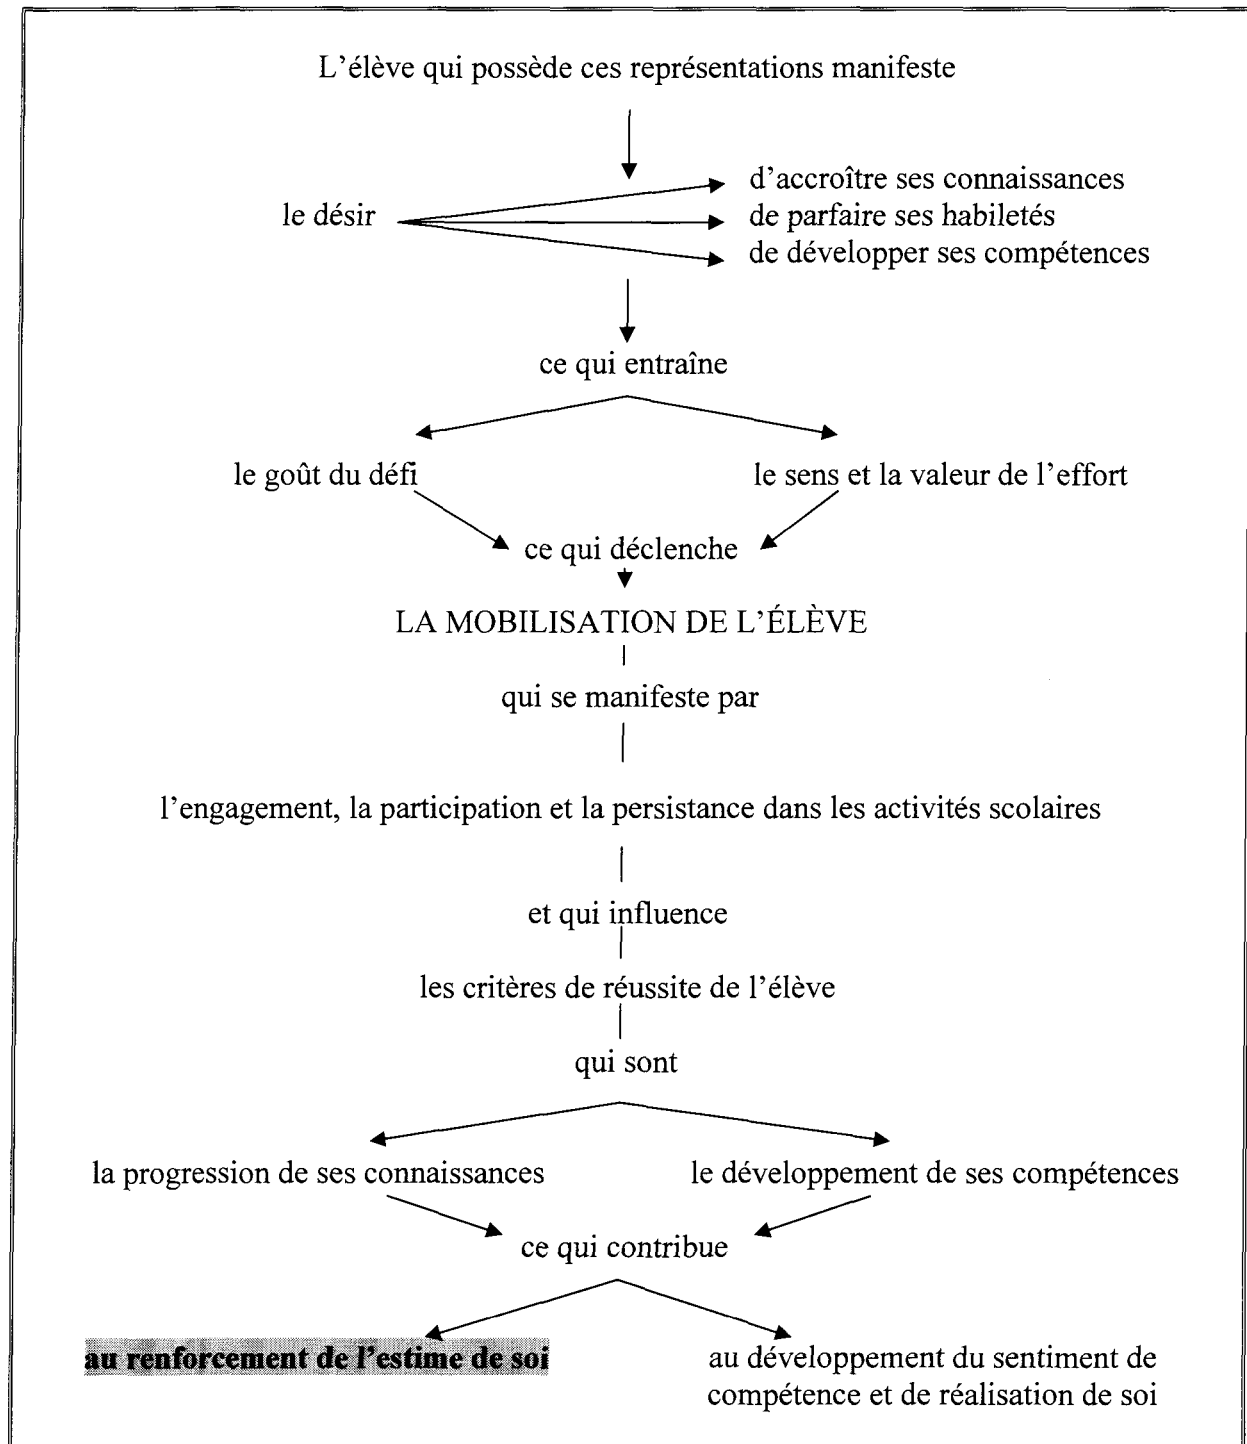 L'élève qui possède ces représentations manifeste
d'accroître ses connaissances
le désir de parfaire ses habiletés
de développer ses compétences
ce qui entraîne
le goût du défi le sens et la valeur de l'effort
ce qui déclenche
LA MOBILISATION DE L'ÉLÈVE
qui se manifeste par
l'engagement, la participation et la persistance dans les activités scolaires
et qui influence
les critères de réussite de l'élève
qui sont
la progression de ses connaissances le développement de ses compétences
ce qui contribue
au renforcement de l'estime de soi au développement du sentiment de
compétence et de réalisation de soi